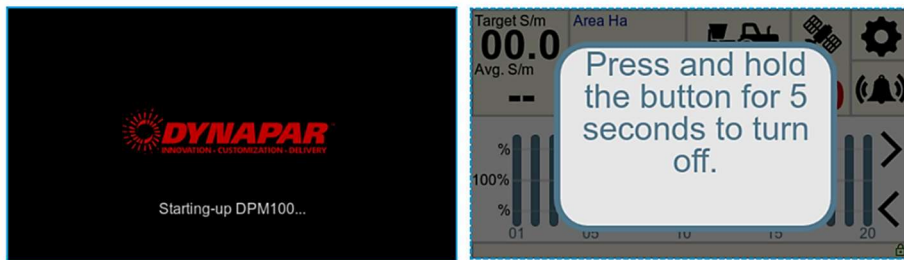 DYNAPAR
INNOVATION - CUSTOMIZATION - DELIVERY
Starting-up DPM100...
Target S/m
Area Ha
00.0
Avg. S/m
--
Press and hold
the button for 5
seconds to turn
off.
%
100%
%
01 05 10 15 20